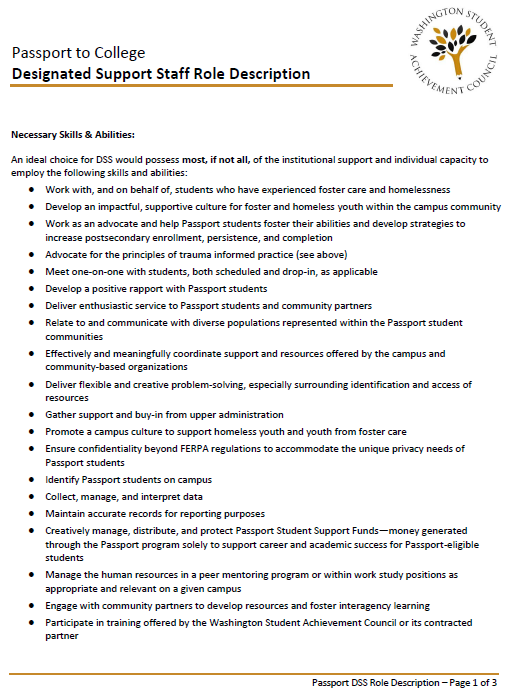 WASHINGTON STUDENT
ACHIEVEMENT COUNCIL
Passport to College
Designated Support Staff Role Description
Necessary Skills & Abilities:
An ideal choice for DSS would possess most, if not all, of the institutional support and individual capacity to
employ the following skills and abilities:
● Work with, and on behalf of, students who have experienced foster care and homelessness
● Develop an impactful, supportive culture for foster and homeless youth within the campus community
● Work as an advocate and help Passport students foster their abilities and develop strategies to
increase postsecondary enrollment, persistence, and completion
● Advocate for the principles of trauma informed practice (see above)
● Meet one-on-one with students, both scheduled and drop-in, as applicable
● Develop a positive rapport with Passport students
● Deliver enthusiastic service to Passport students and community partners
● Relate to and communicate with diverse populations represented within the Passport student
communities
● Effectively and meaningfully coordinate support and resources offered by the campus and
community-based organizations
● Deliver flexible and creative problem-solving, especially surrounding identification and access of
resources
● Gather support and buy-in from upper administration
● Promote a campus culture to support homeless youth and youth from foster care
● Ensure confidentiality beyond FERPA regulations to accommodate the unique privacy needs of
Passport students
● Identify Passport students on campus
● Collect, manage, and interpret data
● Maintain accurate records for reporting purposes
● Creatively manage, distribute, and protect Passport Student Support Funds—money generated
through the Passport program solely to support career and academic success for Passport-eligible
students
● Manage the human resources in a peer mentoring program or within work study positions as
appropriate and relevant on a given campus
● Engage with community partners to develop resources and foster interagency learning
● Participate in training offered by the Washington Student Achievement Council or its contracted
partner
Passport DSS Role Description – Page 1 of 3